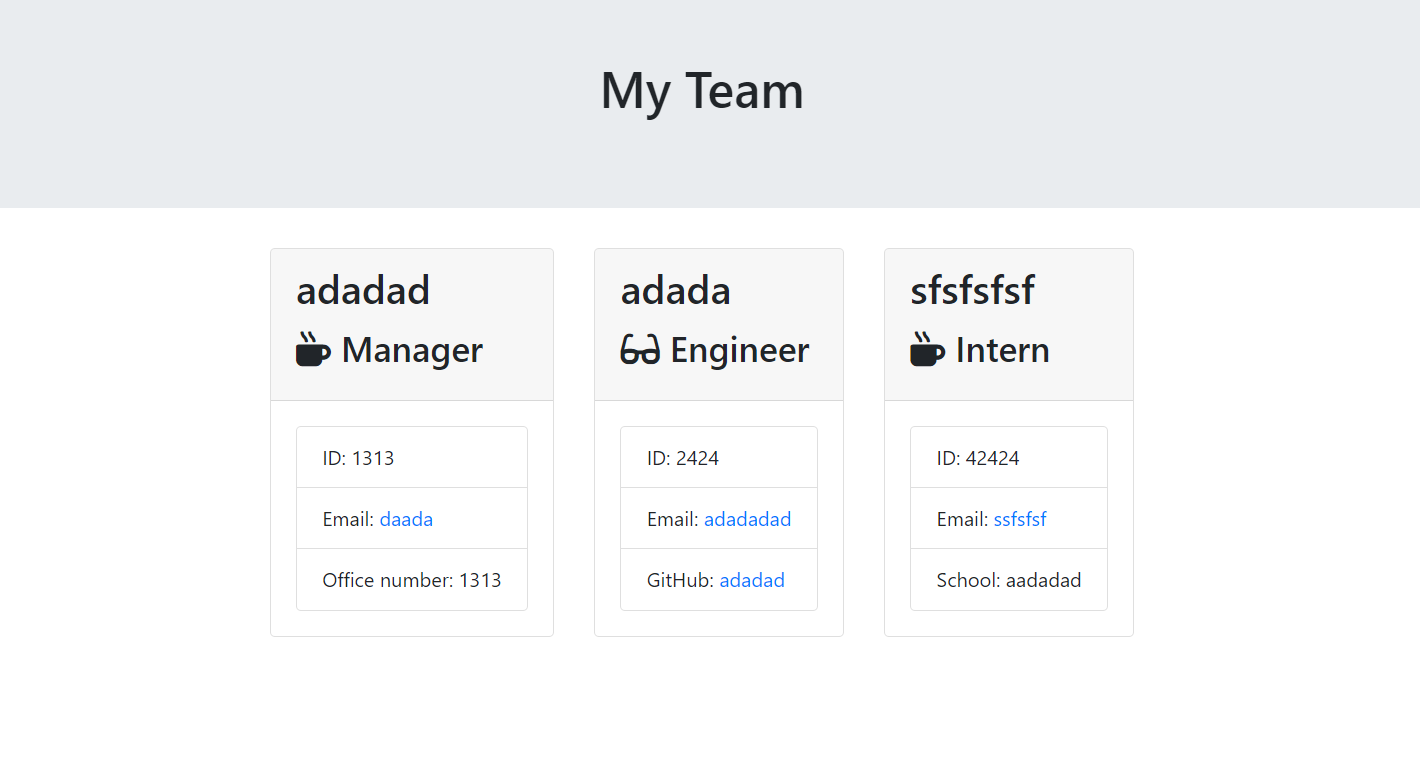 My Team
adadad
Manager
ID: 1313
Email: daada
Office number: 1313
adada
Engineer
ID: 2424
Email: adadadad
GitHub: adadad
sfsfsfsf
Intern
ID: 42424
Email: ssfsfsf
School: aadadad